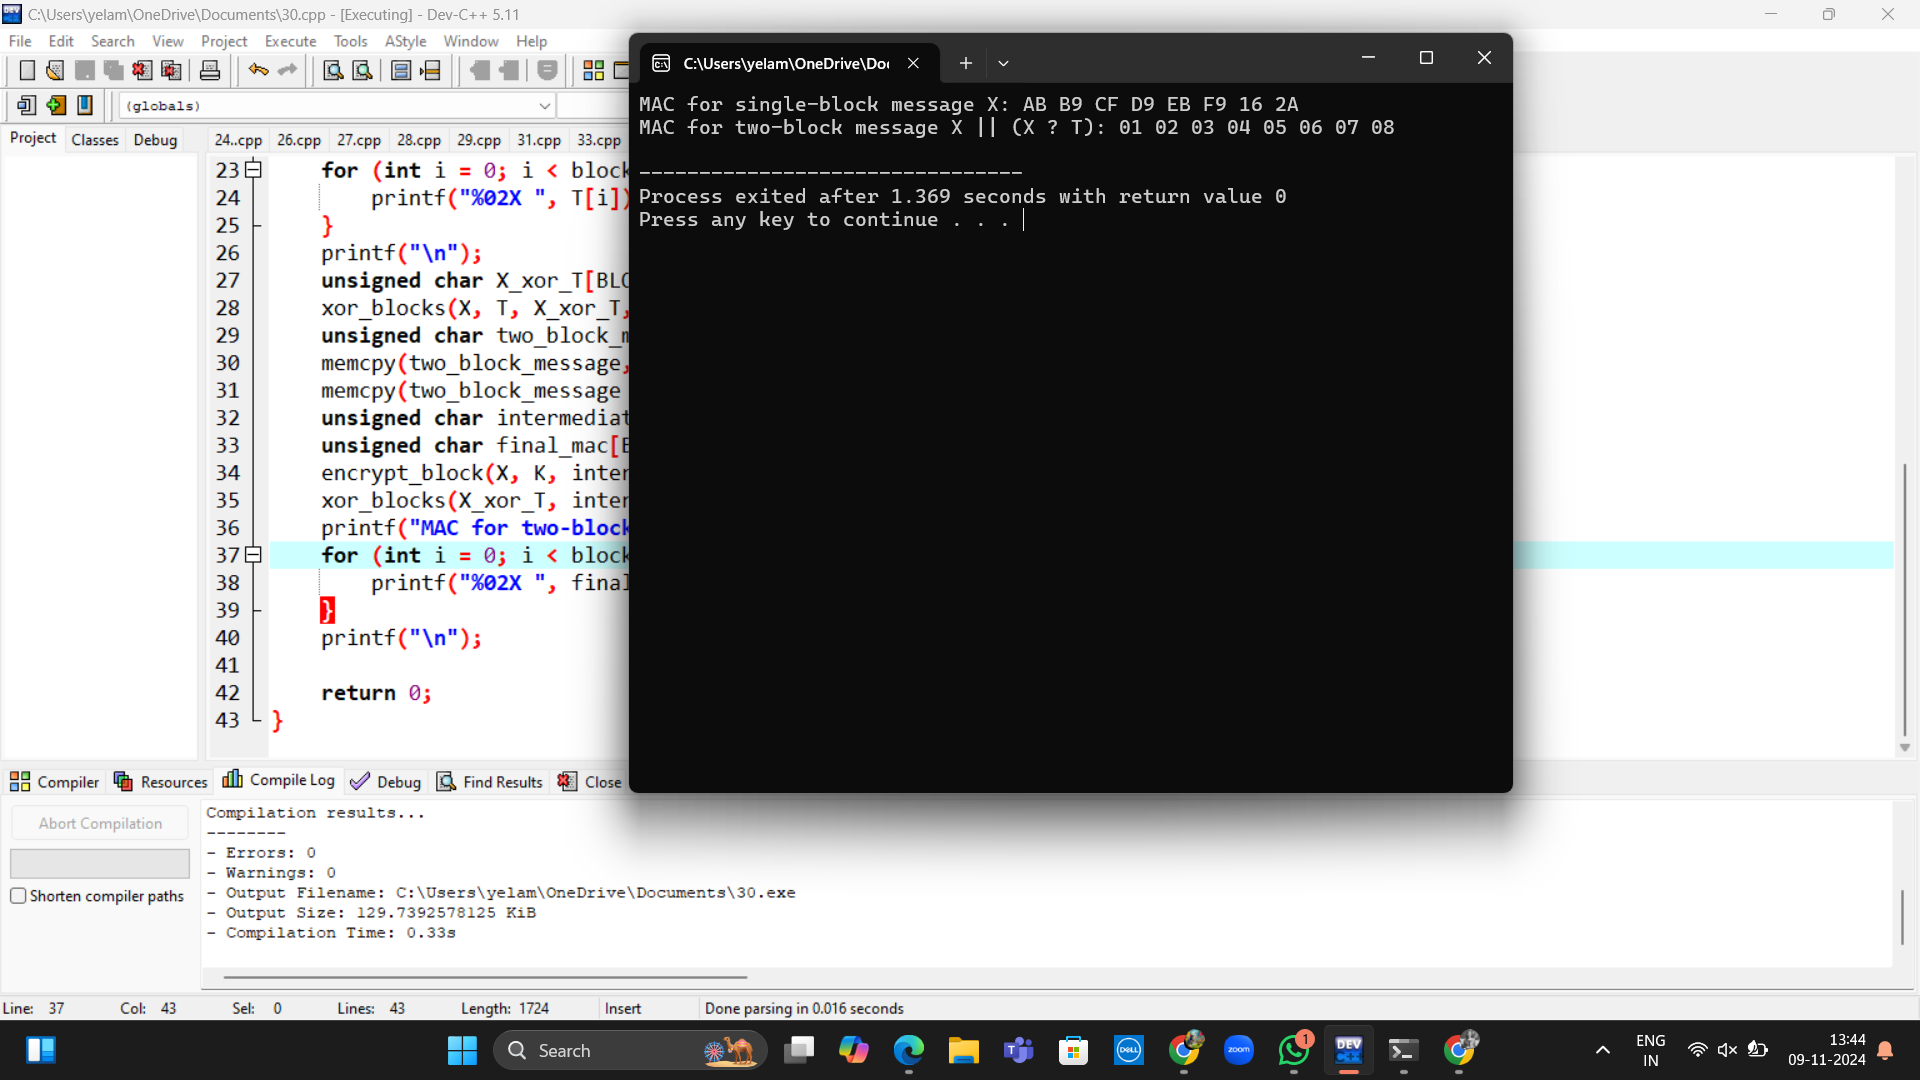 C:\Users\yelam\OneDrive\Documents\30.cpp - [Executing] - Dev-C++ 5.11
File Edit Search View Project Execute Tools AStyle Window Help
(globals)
Project Classes Debug
24..cpp 26.cpp 27.cpp 28.cpp 29.cpp 31.cpp 33.cpp
23 for (int i = 0; i < block
24 printf("%02X ", T[i])
25 }
26 printf("\n");
27 unsigned char X_xor_T[BLO
28 xor_blocks(X, T, X_xor_T,
29 unsigned char two_block_m
30 memcpy(two_block_message,
31 memcpy(two_block_message
32 unsigned char intermediat
33 unsigned char final_mac[B
34 encrypt_block(X, K, inter
35 xor_blocks(X_xor_T, inter
36 printf("MAC for two-block
37 for (int i = 0; i < block
38 printf("%02X ", final
39 }
40 printf("\n");
41
42 return 0;
43 }
C:\Users\yelam\OneDrive\Do
MAC for single-block message X: AB B9 CF D9 EB F9 16 2A
MAC for two-block message X || (X ? T): 01 02 03 04 05 06 07 08
--------------------------------
Process exited after 1.369 seconds with return value 0
Press any key to continue . . .
Compiler Resources Compile Log Debug Find Results Close
Abort Compilation
Shorten compiler paths
Compilation results...
--------
- Errors: 0
- Warnings: 0
- Output Filename: C:\Users\yelam\OneDrive\Documents\30.exe
- Output Size: 129.7392578125 KiB
- Compilation Time: 0.33s
Line: 37 Col: 43 Sel: 0 Lines: 43 Length: 1724 Insert Done parsing in 0.016 seconds
Search
DELL
zoom
1
DEV
C++
ENG
IN
13:44
09-11-2024